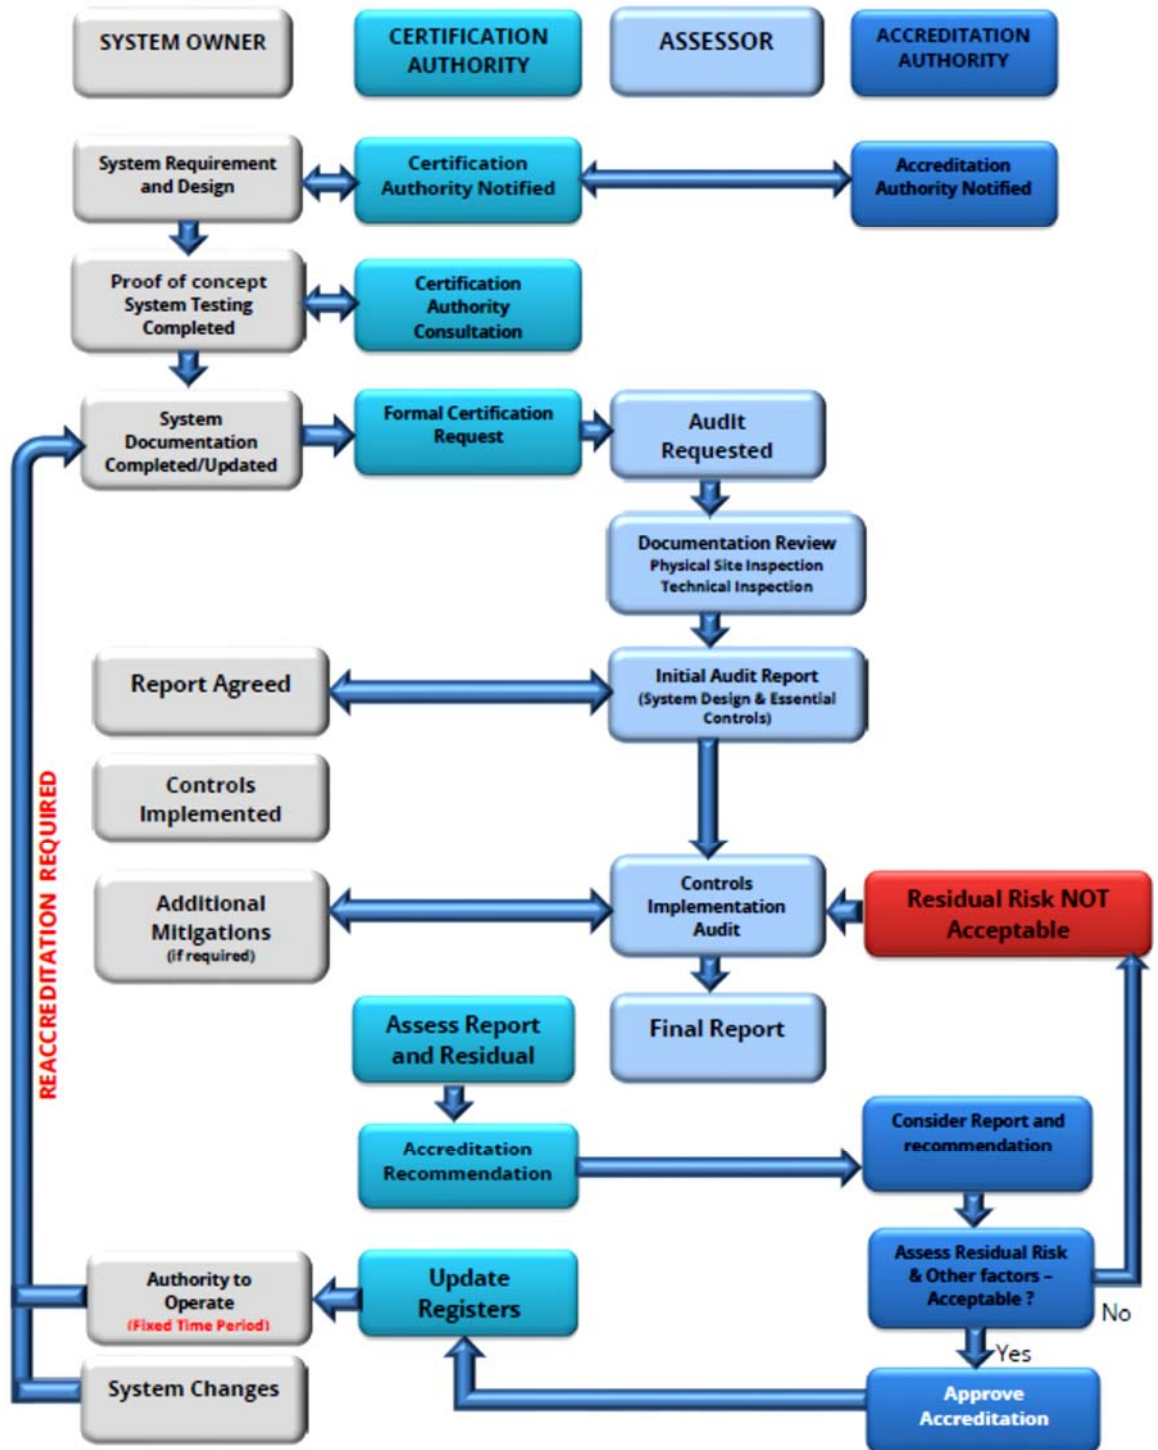 SYSTEM OWNER
CERTIFICATION
AUTHORITY
ASSESSOR
ACCREDITATION
AUTHORITY
System Requirement
and Design
Certification
Authority Notified
Accreditation
Authority Notified
Proof of concept
System Testing
Completed
Certification
Authority
Consultation
System
Documentation
Completed/Updated
Formal Certification
Request
Audit
Requested
Documentation Review
Physical Site Inspection
Technical Inspection
Report Agreed
Initial Audit Report
(System Design & Essential
Controls)
Controls
Implemented
REACCREDITATION REQUIRED
Additional
Mitigations
(if required)
Controls
Implementation
Audit
Residual Risk NOT
Acceptable
Assess Report
and Residual
Final Report
Accreditation
Recommendation
Consider Report and
recommendation
Authority to
Operate
(Fixed Time Period)
Update
Registers
Assess Residual Risk
& Other factors –
Acceptable ?
No
Yes
System Changes
Approve
Accreditation